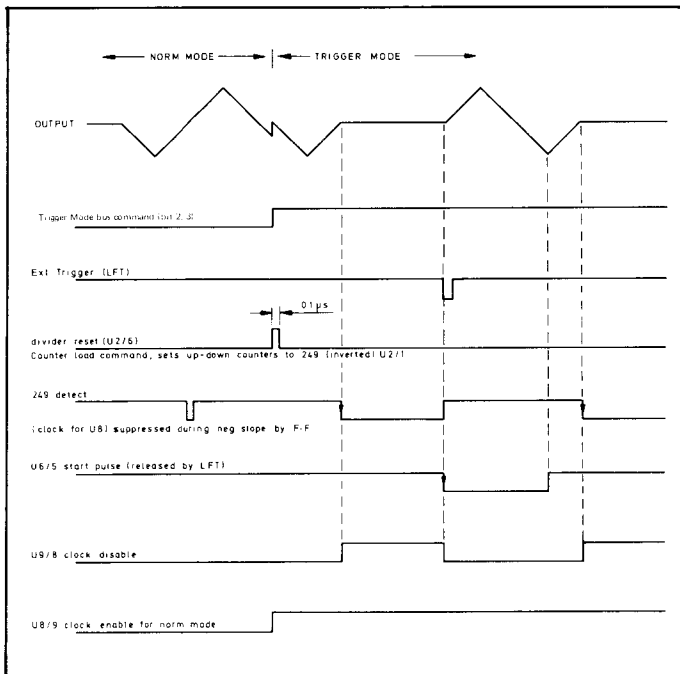 NORM MODE
TRIGGER MODE
OUTPUT
Trigger Mode bus command (bit 2, 3)
Ext Trigger (LFT)
01 µs
divider reset (U2/6)
Counter load command, sets up-down counters to 249 (inverted) U2/1
249 detect
(clock for U8) suppressed during neg slope by F-F
U6/5 start pulse (released by LFT)
U9/8 clock disable
U8/9 clock enable for norm mode